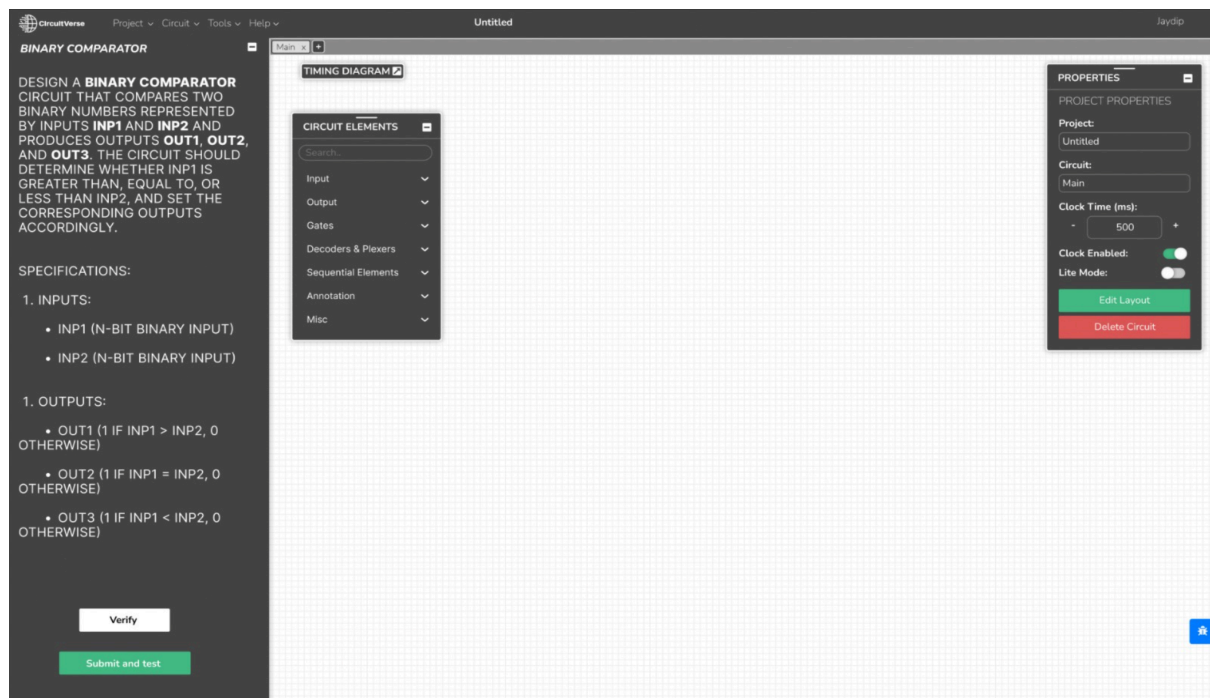 CircuitVerse Project Circuit Tools Help Untitled Jaydip
BINARY COMPARATOR
DESIGN A BINARY COMPARATOR
CIRCUIT THAT COMPARES TWO
BINARY NUMBERS REPRESENTED
BY INPUTS INP1 AND INP2 AND
PRODUCES OUTPUTS OUT1, OUT2,
AND OUT3. THE CIRCUIT SHOULD
DETERMINE WHETHER INP1 IS
GREATER THAN, EQUAL TO, OR
LESS THAN INP2, AND SET THE
CORRESPONDING OUTPUTS
ACCORDINGLY.
SPECIFICATIONS:
1. INPUTS:
• INP1 (N-BIT BINARY INPUT)
• INP2 (N-BIT BINARY INPUT)
1. OUTPUTS:
• OUT1 (1 IF INP1 > INP2, 0
OTHERWISE)
• OUT2 (1 IF INP1 = INP2, 0
OTHERWISE)
• OUT3 (1 IF INP1 < INP2, 0
OTHERWISE)
Verify
Submit and test
Main x +
TIMING DIAGRAM
CIRCUIT ELEMENTS
Search..
Input
Output
Gates
Decoders & Plexers
Sequential Elements
Annotation
Misc
PROPERTIES
PROJECT PROPERTIES
Project:
Untitled
Circuit:
Main
Clock Time (ms):
- 500 +
Clock Enabled:
Lite Mode:
Edit Layout
Delete Circuit